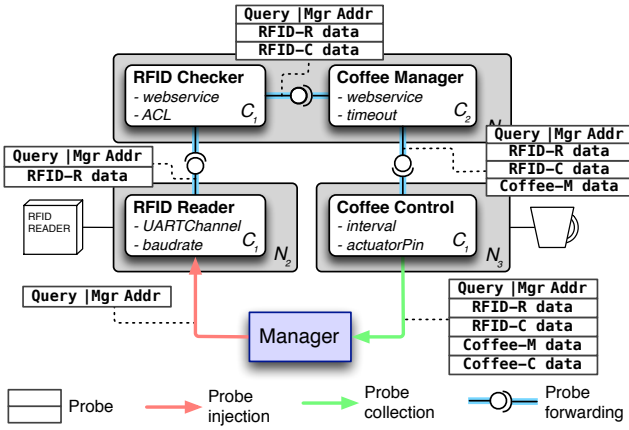 Query |Mgr Addr
RFID-R data
RFID-C data
RFID Checker
- webservice
- ACL
C1
Coffee Manager
- webservice
- timeout
C2
N
Query |Mgr Addr
RFID-R data
Query |Mgr Addr
RFID-R data
RFID-C data
Coffee-M data
RFID
READER
RFID Reader
- UARTChannel
- baudrate
C1
N2
Coffee Control
- interval
- actuatorPin
C1
N3
Query |Mgr Addr
Manager
Query |Mgr Addr
RFID-R data
RFID-C data
Coffee-M data
Coffee-C data
Probe
Probe
injection
Probe
collection
Probe
forwarding